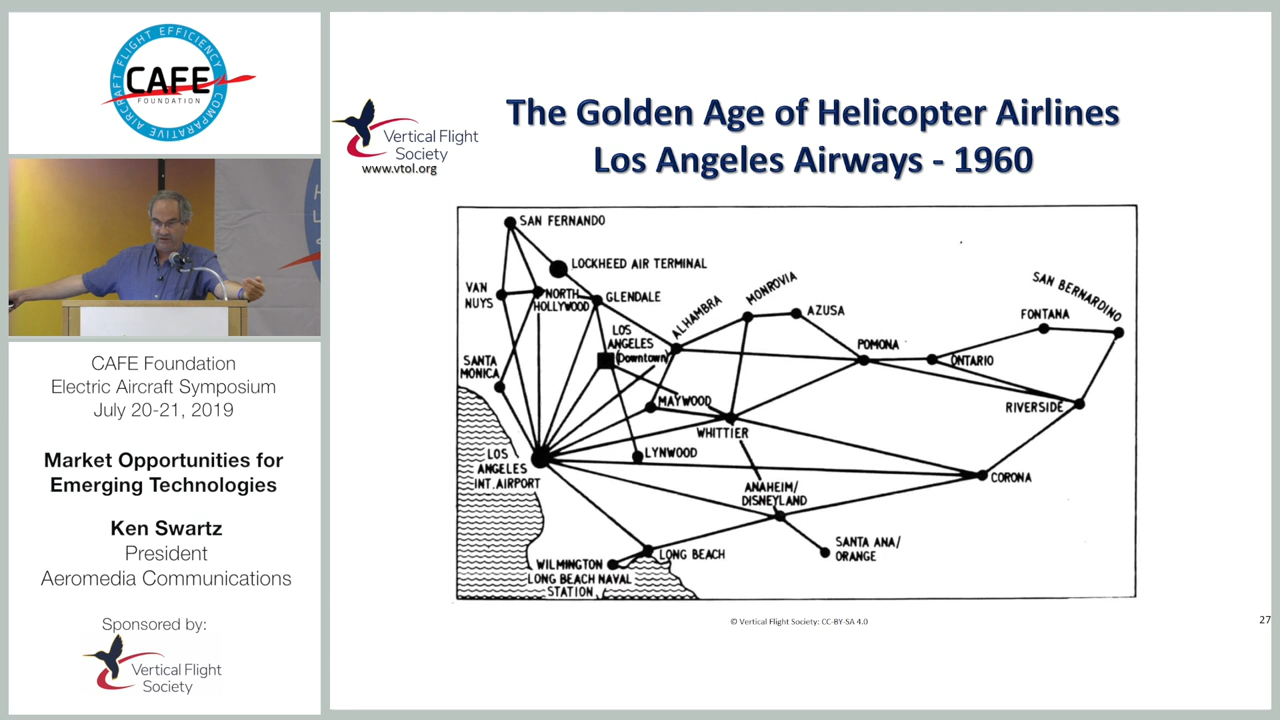 COMPARATIVE AIRCRAFT FLIGHT EFFICIENCY
CAFE
FOUNDATION
CAFE Foundation
Electric Aircraft Symposium
July 20-21, 2019
Market Opportunities for
Emerging Technologies
Ken Swartz
President
Aeromedia Communications
Sponsored by:
Vertical Flight
Society
Vertical Flight
Society
www.vtol.org
The Golden Age of Helicopter Airlines
Los Angeles Airways - 1960
SAN FERNANDO
LOCKHEED AIR TERMINAL
VAN
NUYS
NORTH
HOLLYWOOD
GLENDALE
LOS
ANGELES
(Downtown)
ALHAMBRA
MONROVIA
AZUSA
SAN BERNARDINO
FONTANA
POMONA
ONTARIO
SANTA
MONICA
MAYWOOD
RIVERSIDE
WHITTIER
LOS
ANGELES
INT. AIRPORT
LYNWOOD
CORONA
ANAHEIM/
DISNEYLAND
SANTA ANA/
ORANGE
LONG BEACH
WILMINGTON
LONG BEACH NAVAL
STATION
© Vertical Flight Society: CC-BY-SA 4.0
27